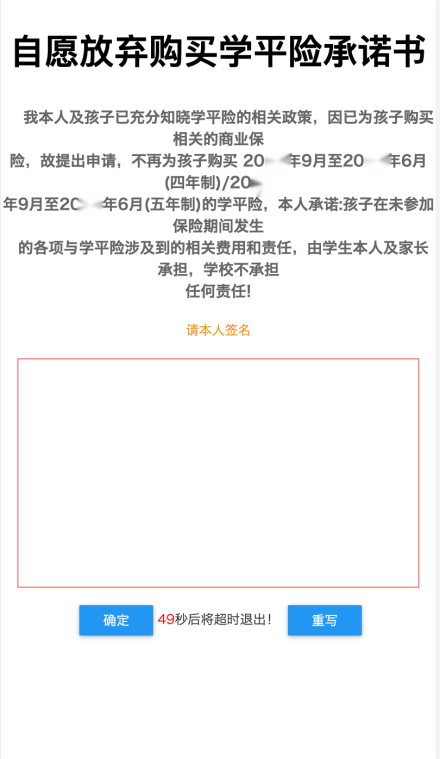 自愿放弃购买学平险承诺书
我本人及孩子已充分知晓学平险的相关政策，因已为孩子购买
相关的商业保
险，故提出申请，不再为孩子购买 20 年9月至20 年6月
(四年制)/20
年9月至20 年6月(五年制)的学平险，本人承诺:孩子在未参加
保险期间发生
的各项与学平险涉及到的相关费用和责任，由学生本人及家长
承担，学校不承担
任何责任!
请本人签名
确定 49秒后将超时退出! 重写